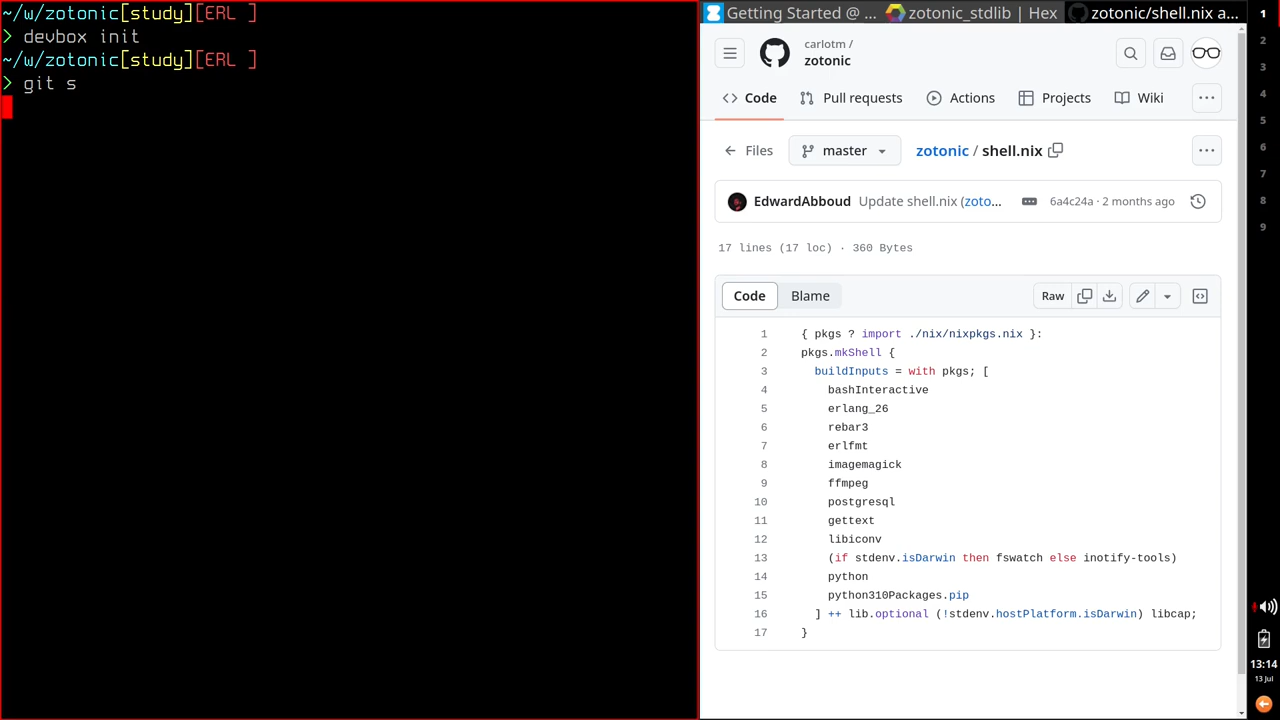 ~/w/zotonic[study][ERL ]
> devbox init
~/w/zotonic[study][ERL ]
> git s
Getting Started @ ...
zotonic_stdlib | Hex
zotonic/shell.nix a...
carlotm /
zotonic
Code
Pull requests
Actions
Projects
Wiki
Files
master
zotonic / shell.nix
EdwardAbboud Update shell.nix (zoto... 6a4c24a · 2 months ago
17 lines (17 loc) · 360 Bytes
Code
Blame
Raw
1 { pkgs ? import ./nix/nixpkgs.nix }:
2 pkgs.mkShell {
3 buildInputs = with pkgs; [
4 bashInteractive
5 erlang_26
6 rebar3
7 erlfmt
8 imagemagick
9 ffmpeg
10 postgresql
11 gettext
12 libiconv
13 (if stdenv.isDarwin then fswatch else inotify-tools)
14 python
15 python310Packages.pip
16 ] ++ lib.optional (!stdenv.hostPlatform.isDarwin) libcap;
17 }
1
2
3
4
5
6
7
8
9
13:14
13 Jul